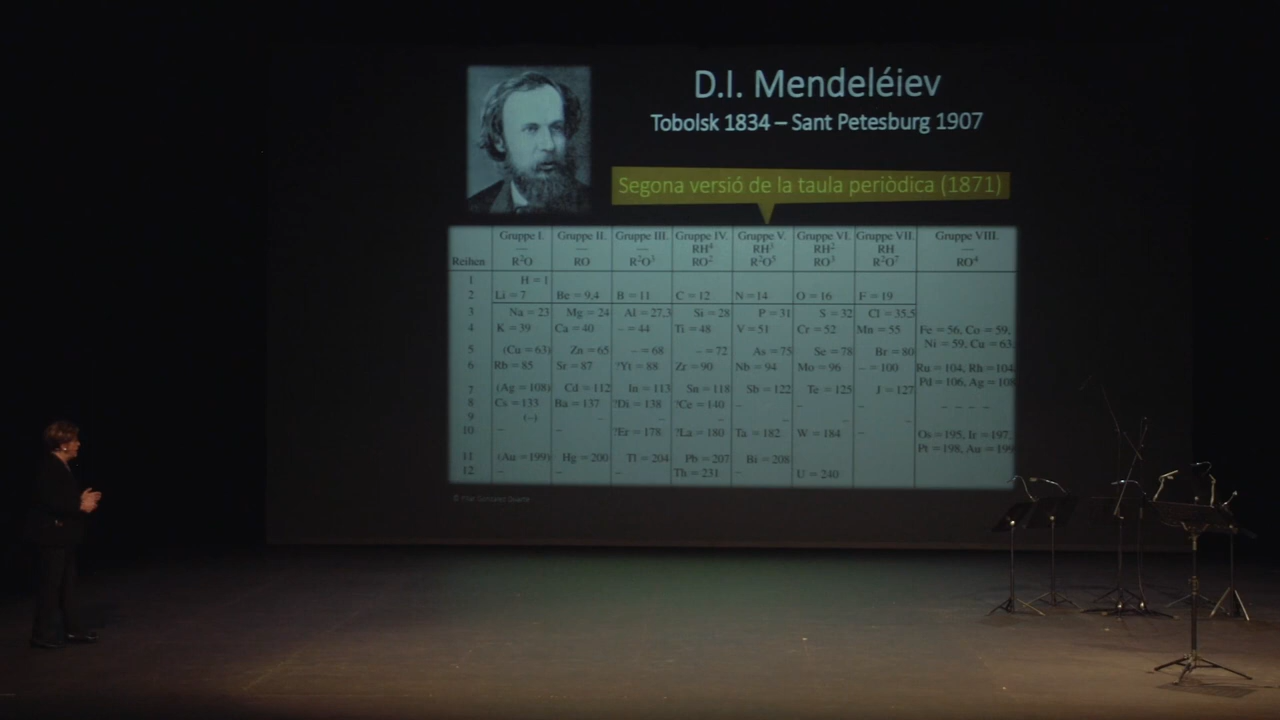 D.I. Mendeléiev
Tobolsk 1834 – Sant Petesburg 1907
Segona versió de la taula periòdica (1871)
Reihen Gruppe I. — R²O Gruppe II. — RO Gruppe III. — R²O³ Gruppe IV. RH⁴ RO² Gruppe V. RH³ R²O⁵ Gruppe VI. RH² RO³ Gruppe VII. RH R²O⁷ Gruppe VIII. — RO⁴
1 H = 1
2 Li = 7 Be = 9,4 B = 11 C = 12 N = 14 O = 16 F = 19
3 Na = 23 Mg = 24 Al = 27,3 Si = 28 P = 31 S = 32 Cl = 35,5
4 K = 39 Ca = 40 – = 44 Ti = 48 V = 51 Cr = 52 Mn = 55 Fe = 56, Co = 59,
Ni = 59, Cu = 63
5 (Cu = 63) Zn = 65 – = 68 – = 72 As = 75 Se = 78 Br = 80
6 Rb = 85 Sr = 87 ?Yt = 88 Zr = 90 Nb = 94 Mo = 96 – = 100 Ru = 104, Rh = 104
Pd = 106, Ag = 108
7 (Ag = 108) Cd = 112 In = 113 Sn = 118 Sb = 122 Te = 125 J = 127
8 Cs = 133 Ba = 137 ?Di = 138 ?Ce = 140 – – – – – – –
9 (–) – – – – – –
10 – – ?Er = 178 ?La = 180 Ta = 182 W = 184 – Os = 195, Ir = 197,
Pt = 198, Au = 199
11 (Au = 199) Hg = 200 Tl = 204 Pb = 207 Bi = 208
12 – – – Th = 231 – U = 240